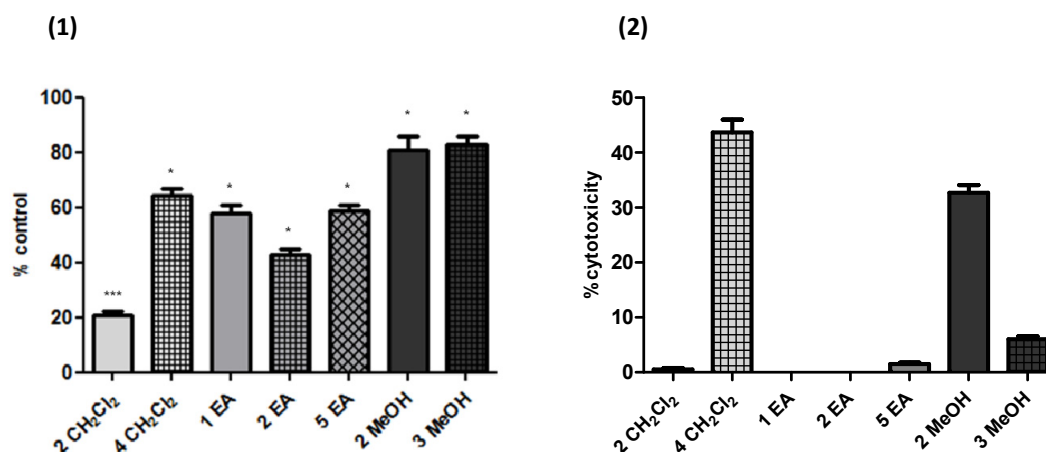 (1)
(2)
% control
100
80
60
40
20
0
***
*
*
*
*
*
*
2 CH₂Cl₂
4 CH₂Cl₂
1 EA
2 EA
5 EA
2 MeOH
3 MeOH
%cytotoxicity
50
40
30
20
10
0
2 CH₂Cl₂
4 CH₂Cl₂
1 EA
2 EA
5 EA
2 MeOH
3 MeOH